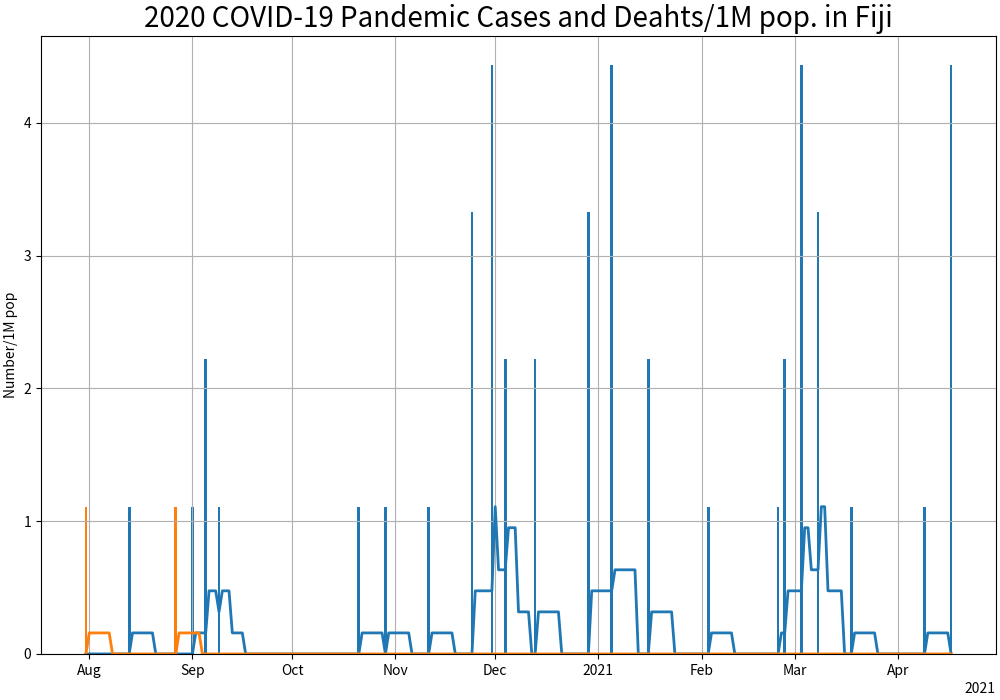 2020 COVID-19 Pandemic Cases and Deahts/1M pop. in Fiji
Number/1M pop
4
3
2
1
0
Aug Sep Oct Nov Dec 2021 Feb Mar Apr
2021